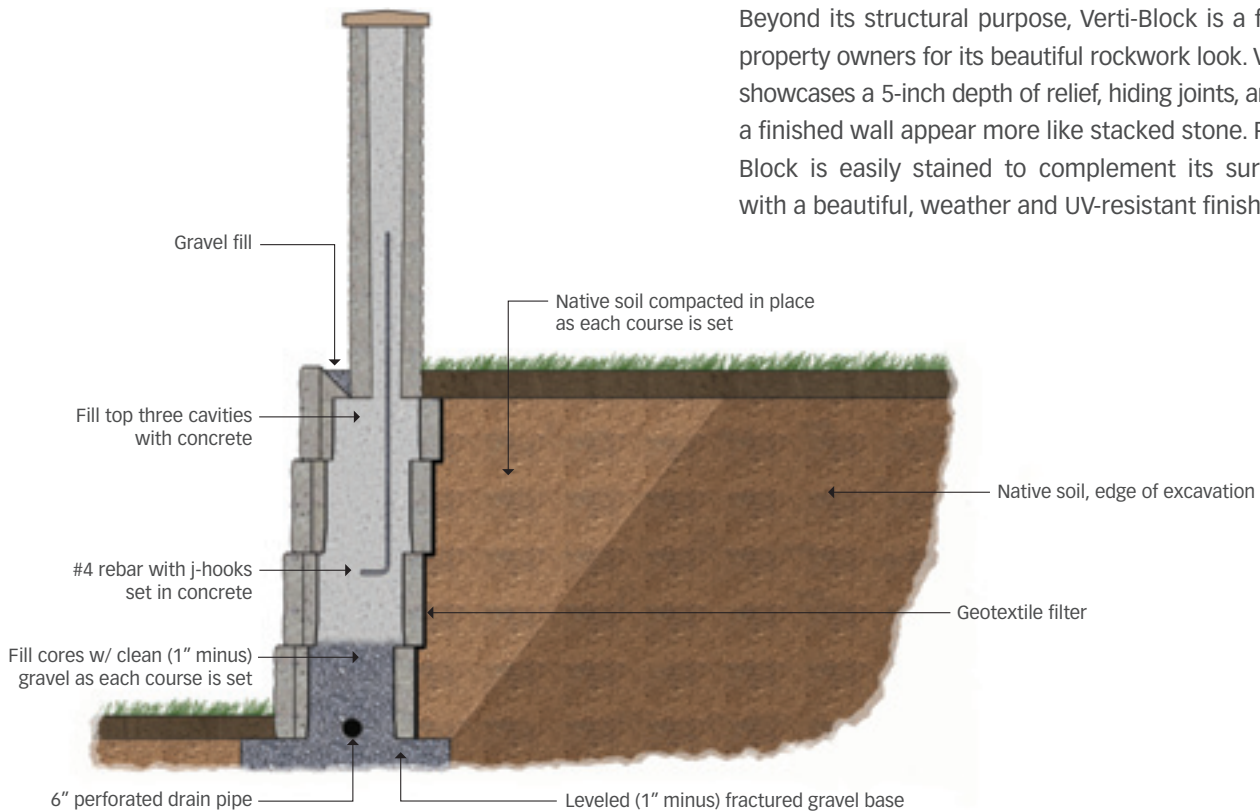 Beyond its structural purpose, Verti-Block is a
property owners for its beautiful rockwork look.
showcases a 5-inch depth of relief, hiding joints,
a finished wall appear more like stacked stone.
Block is easily stained to complement its
with a beautiful, weather and UV-resistant finish
Gravel fill
Native soil compacted in place
as each course is set
Fill top three cavities
with concrete
Native soil, edge of excavation
#4 rebar with j-hooks
set in concrete
Geotextile filter
Fill cores w/ clean (1" minus)
gravel as each course is set
6" perforated drain pipe
Leveled (1" minus) fractured gravel base